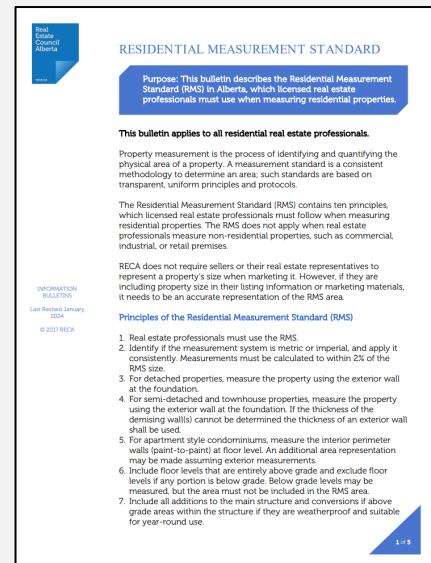 Real
Estate
Council
Alberta
RESIDENTIAL MEASUREMENT STANDARD
Purpose: This bulletin describes the Residential Measurement
Standard (RMS) in Alberta, which licensed real estate
professionals must use when measuring residential properties.
This bulletin applies to all residential real estate professionals.
Property measurement is the process of identifying and quantifying the
physical area of a property. A measurement standard is a consistent
methodology to determine an area; such standards are based on
transparent, uniform principles and protocols.
The Residential Measurement Standard (RMS) contains ten principles,
which licensed real estate professionals must follow when measuring
residential properties. The RMS does not apply when real estate
professionals measure non-residential properties, such as commercial,
industrial, or retail premises.
RECA does not require sellers or their real estate representatives to
represent a property's size when marketing it. However, if they are
including property size in their listing information or marketing materials,
it needs to be an accurate representation of the RMS area.
INFORMATION
BULLETINS
Last Revised January
2024
© 2017 RECA
Principles of the Residential Measurement Standard (RMS)
1. Real estate professionals must use the RMS.
2. Identify if the measurement system is metric or imperial, and apply it
consistently. Measurements must be calculated to within 2% of the
RMS size.
3. For detached properties, measure the property using the exterior wall
at the foundation.
4. For semi-detached and townhouse properties, measure the property
using the exterior wall at the foundation. If the thickness of the
demising wall(s) cannot be determined the thickness of an exterior wall
shall be used.
5. For apartment style condominiums, measure the interior perimeter
walls (paint-to-paint) at floor level. An additional area representation
may be made assuming exterior measurements.
6. Include floor levels that are entirely above grade and exclude floor
levels if any portion is below grade. Below grade levels may be
measured, but the area must not be included in the RMS area.
7. Include all additions to the main structure and conversions if above
grade areas within the structure if they are weatherproof and suitable
for year-round use.
1 of 5